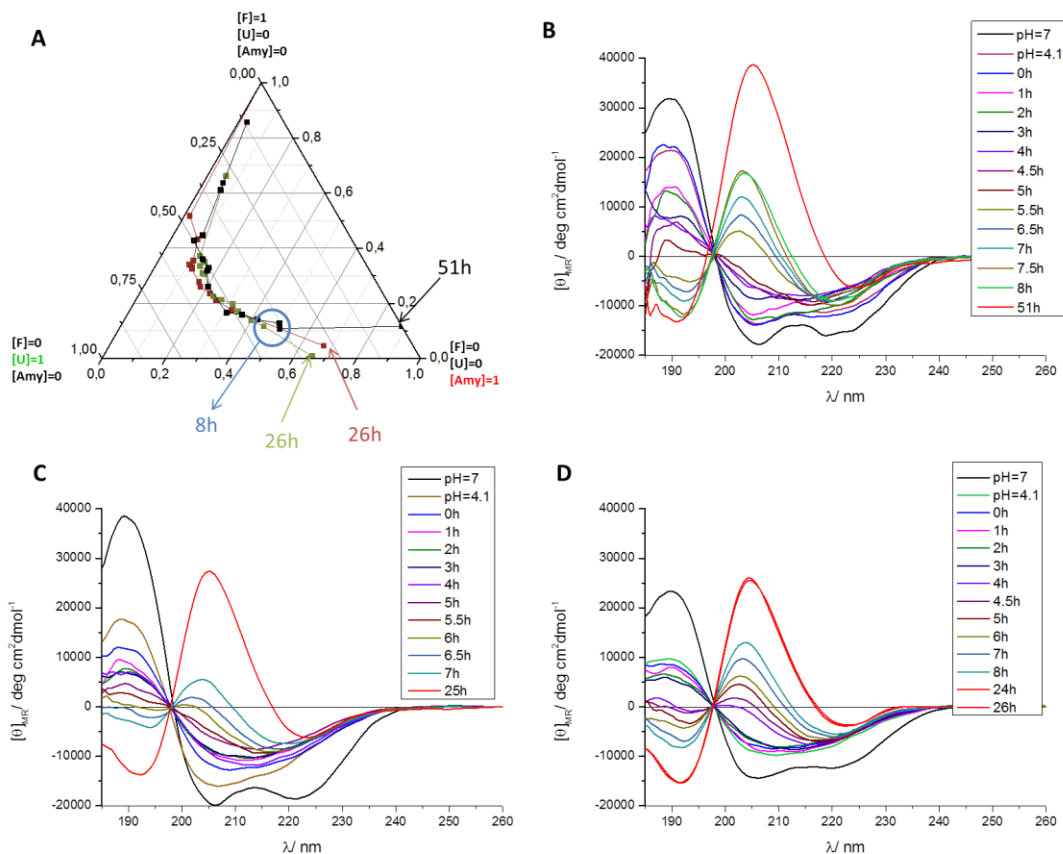 A
[F]=1
[U]=0
[Amy]=0
0,00
1,0
0,25
0,8
0,50
0,6
0,75
0,4
51h
0,2
[F]=0
[U]=1
[Amy]=0
1,00
0,0
0,0
0,2
0,4
0,6
0,8
1,0
[F]=0
[U]=0
[Amy]=1
8h
26h
26h
B
40000
30000
20000
10000
0
-10000
-20000
[θ]MR/ deg cm²dmol⁻¹
190
200
210
220
230
240
250
260
λ/ nm
pH=7
pH=4.1
0h
1h
2h
3h
4h
4.5h
5h
5.5h
6.5h
7h
7.5h
8h
51h
C
40000
30000
20000
10000
0
-10000
-20000
[θ]MR/ deg cm²dmol⁻¹
190
200
210
220
230
240
250
260
λ/ nm
pH=7
pH=4.1
0h
1h
2h
3h
4h
5h
5.5h
6h
6.5h
7h
25h
D
40000
30000
20000
10000
0
-10000
-20000
[θ]MR/ deg cm²dmol⁻¹
190
200
210
220
230
240
250
260
λ/ nm
pH=7
pH=4.1
0h
1h
2h
3h
4h
4.5h
5h
6h
7h
8h
24h
26h